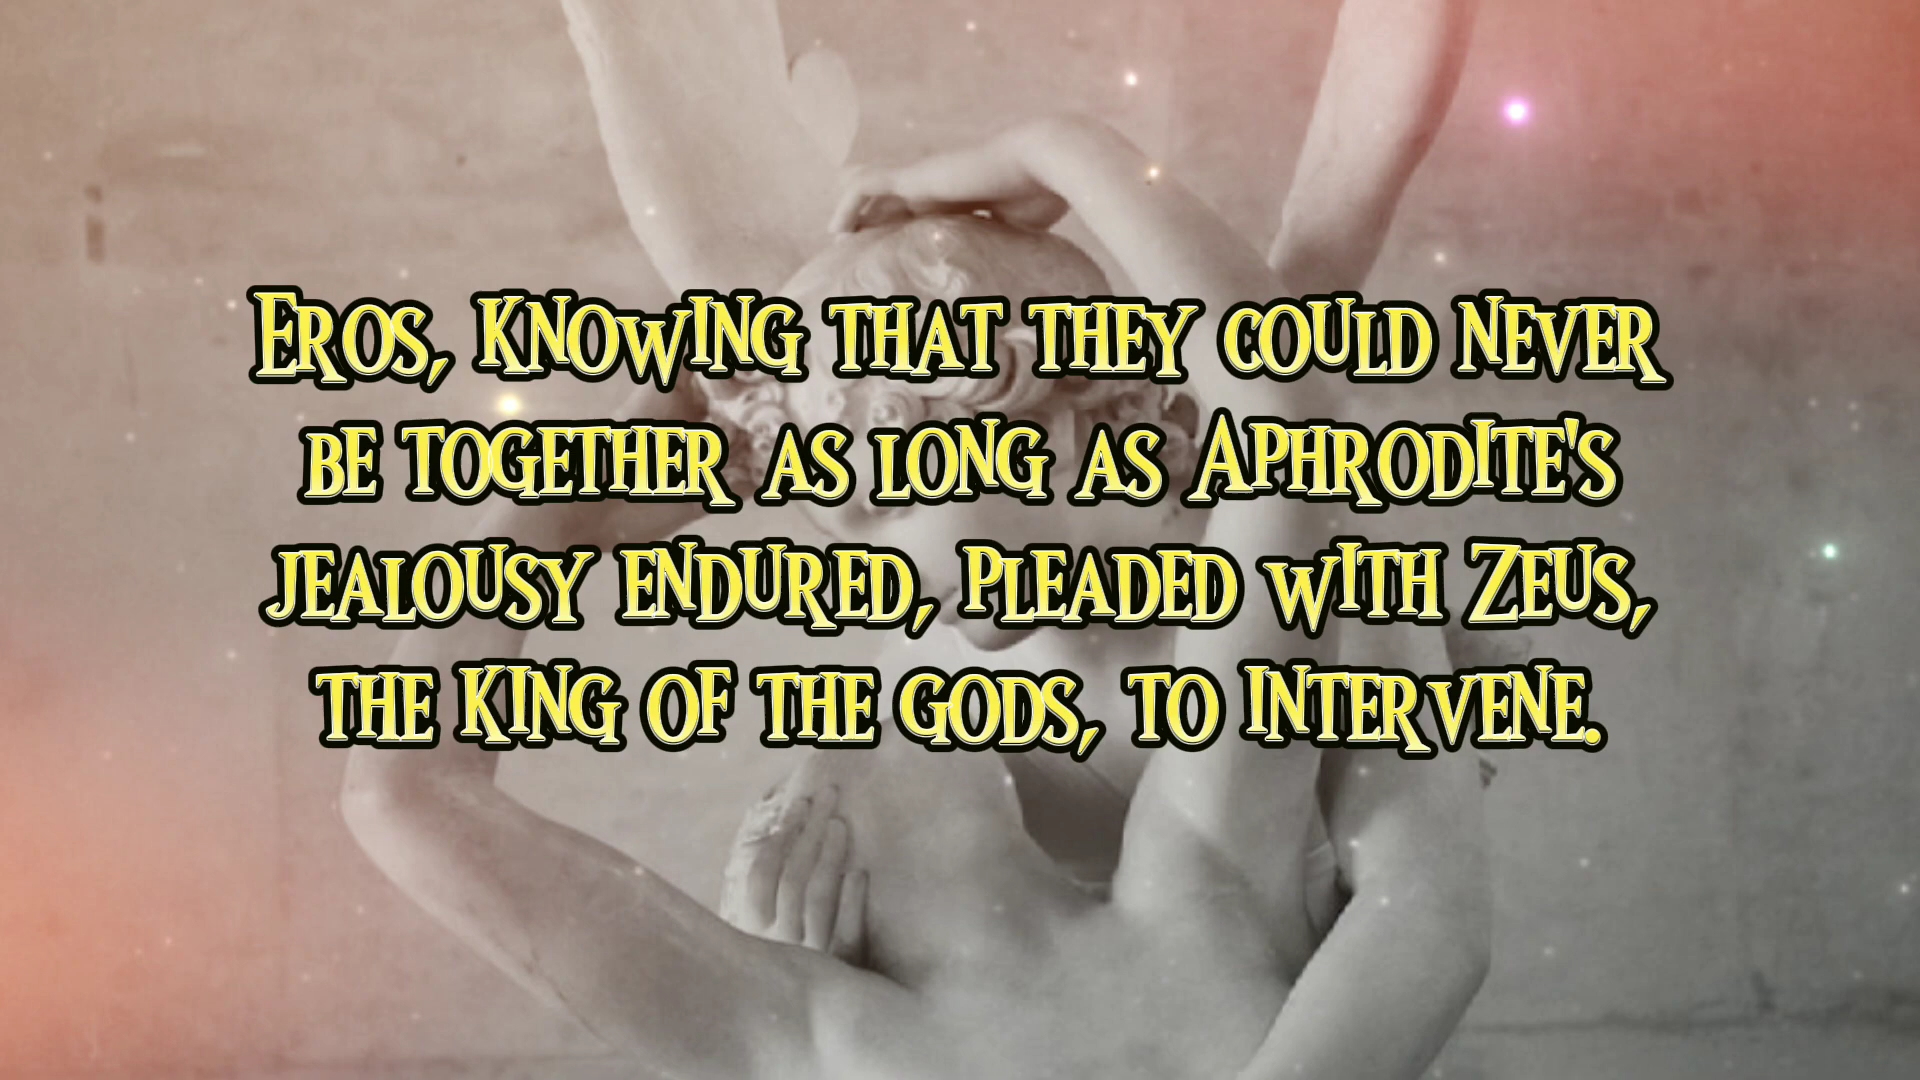 Eros, knowing that they could never
be together as long as Aphrodite's
jealousy endured, pleaded with Zeus,
the king of the gods, to intervene.